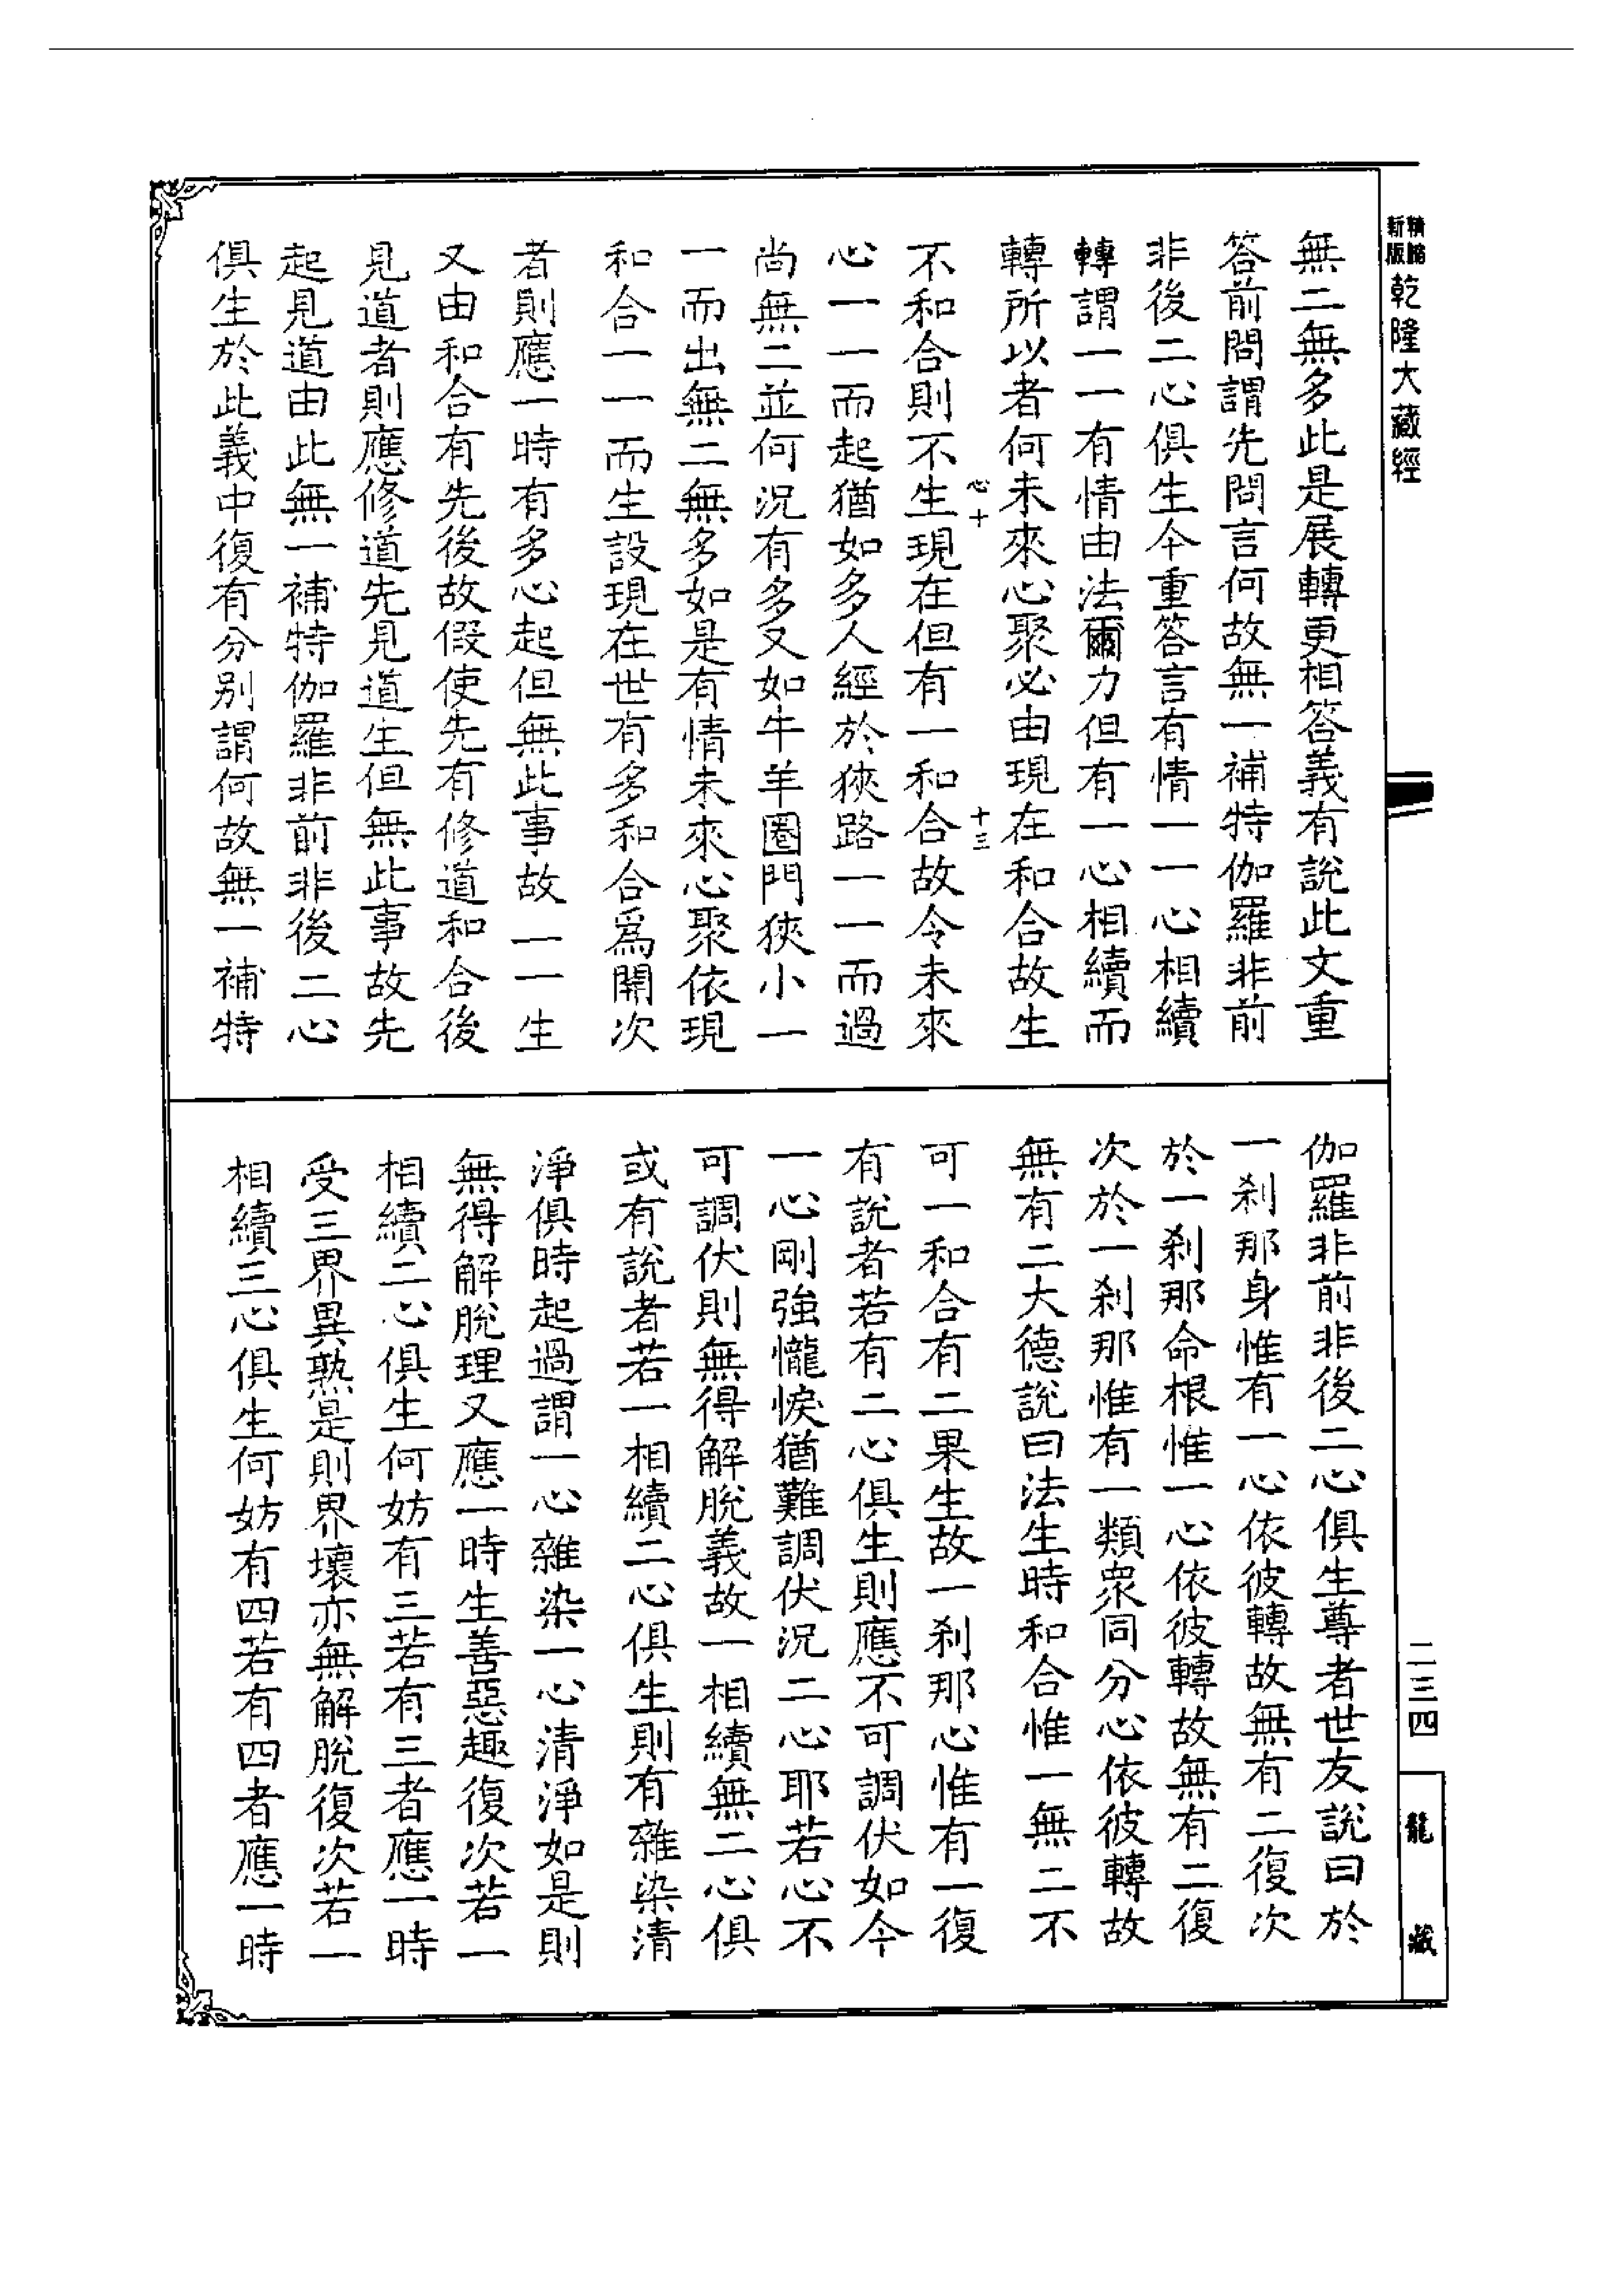 新版
精縮
乾隆大藏經
無二無多此是展轉更相答義有說此文重
答前問謂先問言何故無一補特伽羅非前
非後二心俱生今重答言有情一一心相續
轉謂一一有情由法爾力但有一心相續而
轉所以者何未來心聚必由現在和合故生
心十
十三
不和合則不生現在但有一和合故令未來
心一一而起猶如多人經於狹路一一而過
尚無二並何況有多又如牛羊圈門狹小一
一而出無二無多如是有情未來心聚依現
和合一一而生設現在世有多和合爲開次
者則應一時有多心起但無此事故一一生
又由和合有先後故假使先有修道和合後
見道者則應修道先見道生但無此事故先
起見道由此無一補特伽羅非前非後二心
俱生於此義中復有分別謂何故無一補特
伽羅非前非後二心俱生尊者世友說曰於
一剎那身惟有一心依彼轉故無有二復次
於一剎那命根惟一心依彼轉故無有二復
次於一剎那惟有一類眾同分心依彼轉故
無有二大德說曰法生時和合惟一無二不
可一和合有二果生故一剎那心惟有一復
有說者若有二心俱生則應不可調伏如今
一心剛強𢤱悷猶難調伏況二心耶若心不
可調伏則無得解脫義故一相續無二心俱
或有說者若一相續二心俱生則有雜染清
淨俱時起過謂一心雜染一心清淨如是則
無得解脫理又應一時生善惡趣復次若一
相續二心俱生何妨有三若有三者應一時
受三界異熟是則界壞亦無解脫復次若一
相續三心俱生何妨有四若有四者應一時
二三四
龍藏